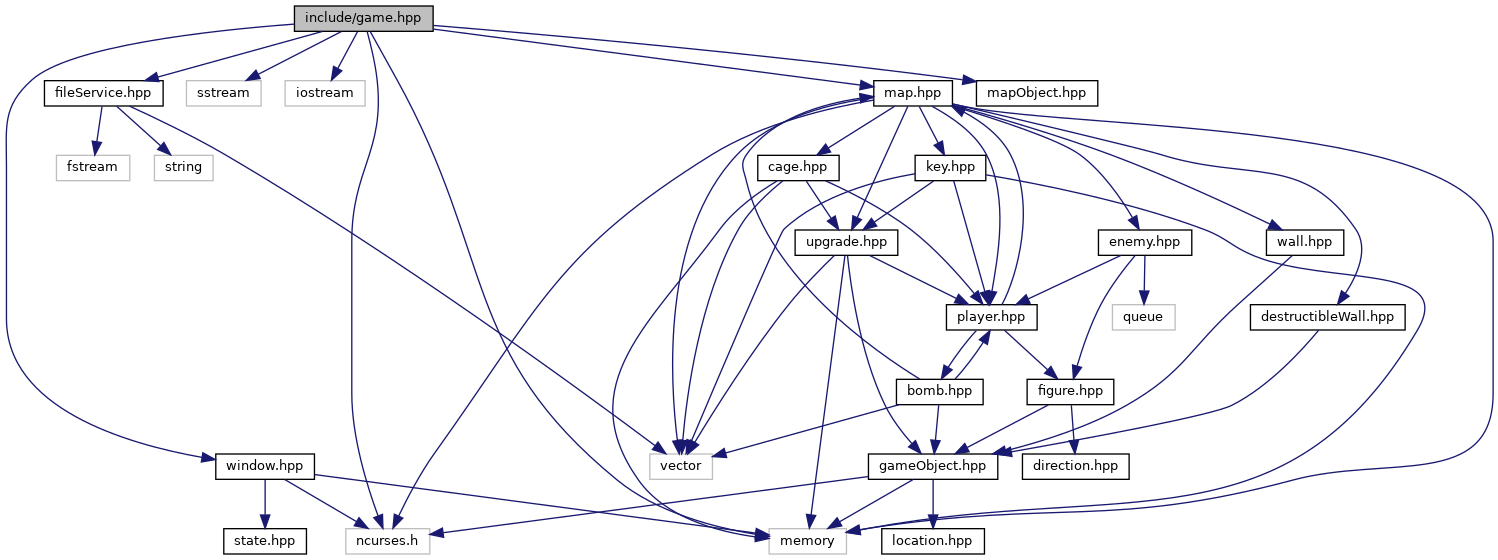 include/game.hpp
fileService.hpp
sstream
iostream
map.hpp
mapObject.hpp
fstream
string
cage.hpp
key.hpp
upgrade.hpp
enemy.hpp
wall.hpp
player.hpp
queue
destructibleWall.hpp
bomb.hpp
figure.hpp
window.hpp
vector
gameObject.hpp
direction.hpp
state.hpp
ncurses.h
memory
location.hpp